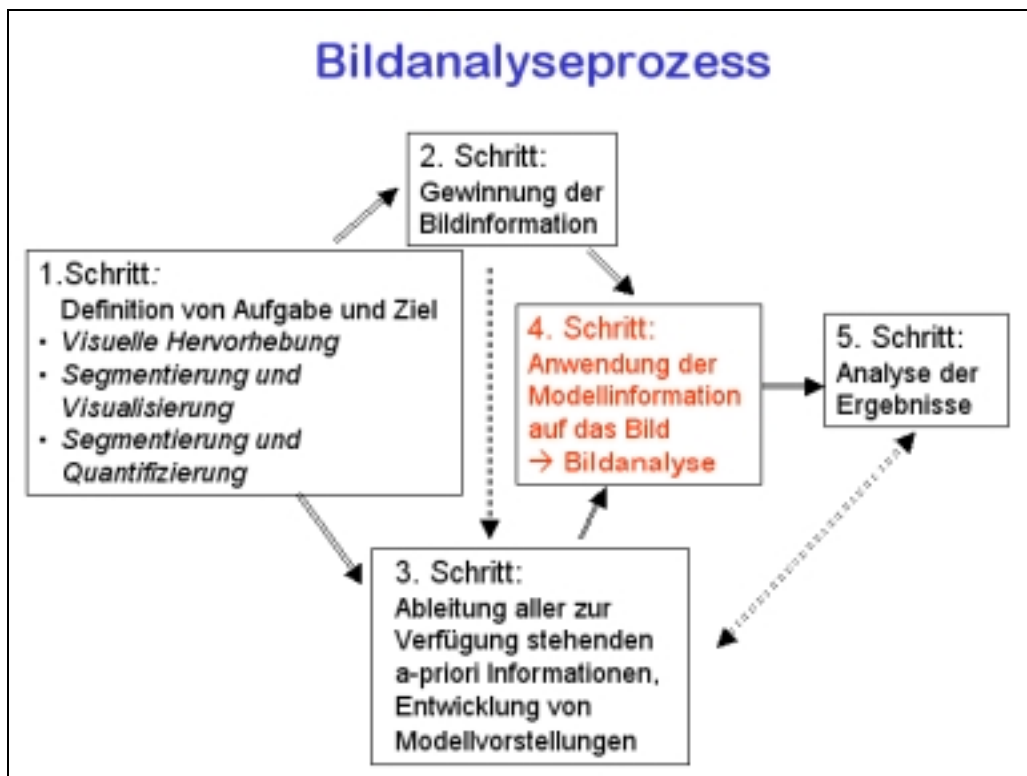 Bildanalyseprozess
2. Schritt:
Gewinnung der
Bildinformation
1.Schritt:
Definition von Aufgabe und Ziel
• Visuelle Hervorhebung
• Segmentierung und
Visualisierung
• Segmentierung und
Quantifizierung
4. Schritt:
Anwendung der
Modellinformation
auf das Bild
→ Bildanalyse
5. Schritt:
Analyse der
Ergebnisse
3. Schritt:
Ableitung aller zur
Verfügung stehenden
a-priori Informationen,
Entwicklung von
Modellvorstellungen